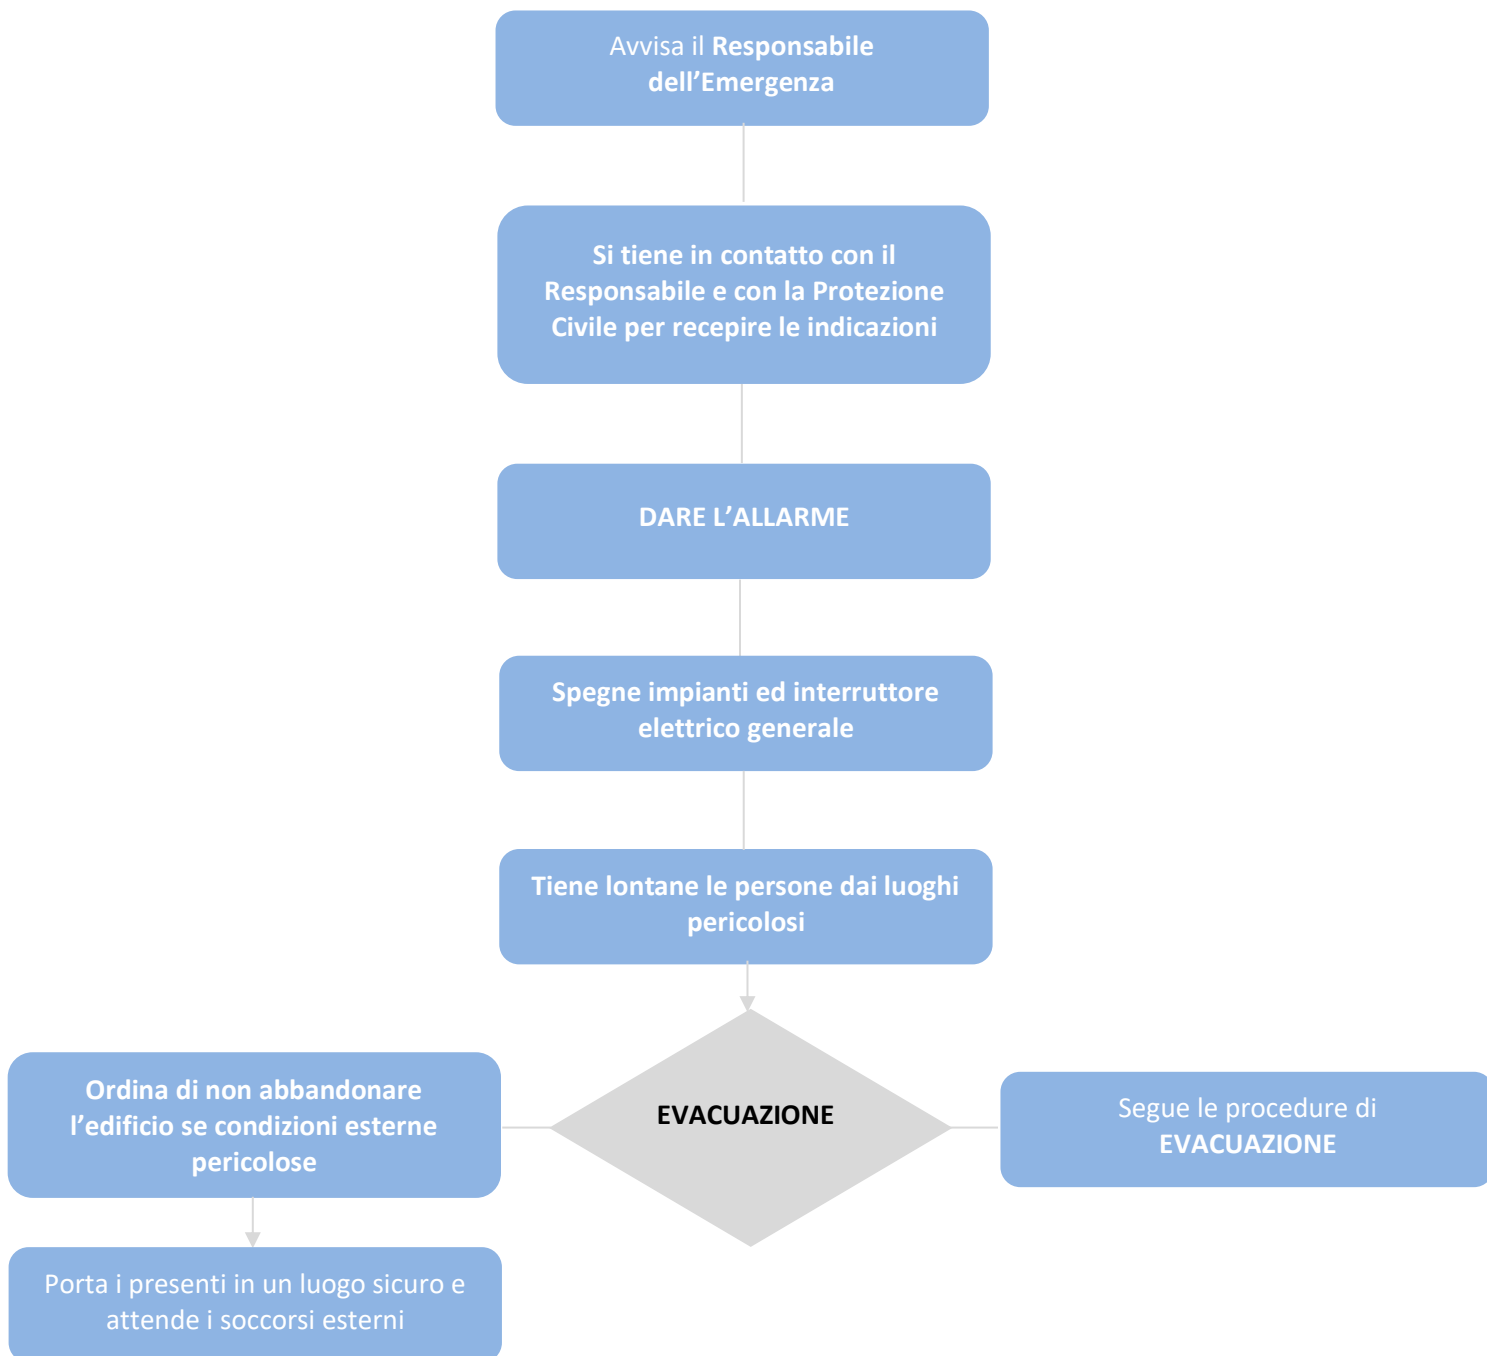 Avvisa il Responsabile
dell’Emergenza
Si tiene in contatto con il
Responsabile e con la Protezione
Civile per recepire le indicazioni
DARE L’ALLARME
Spegne impianti ed interruttore
elettrico generale
Tiene lontane le persone dai luoghi
pericolosi
EVACUAZIONE
Ordina di non abbandonare
l’edificio se condizioni esterne
pericolose
Segue le procedure di
EVACUAZIONE
Porta i presenti in un luogo sicuro e
attende i soccorsi esterni